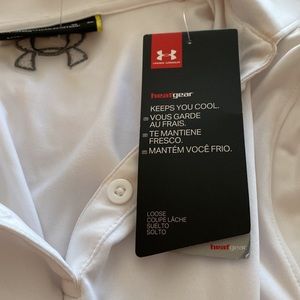 UNDER ARMOUR
heatgear
KEEPS YOU COOL.
= VOUS GARDE
AU FRAIS.
= TE MANTIENE
FRESCO.
= MANTÉM VOCÊ FRIO.
LOOSE
COUPE LÂCHE
SUELTO
SOLTO
heatgear